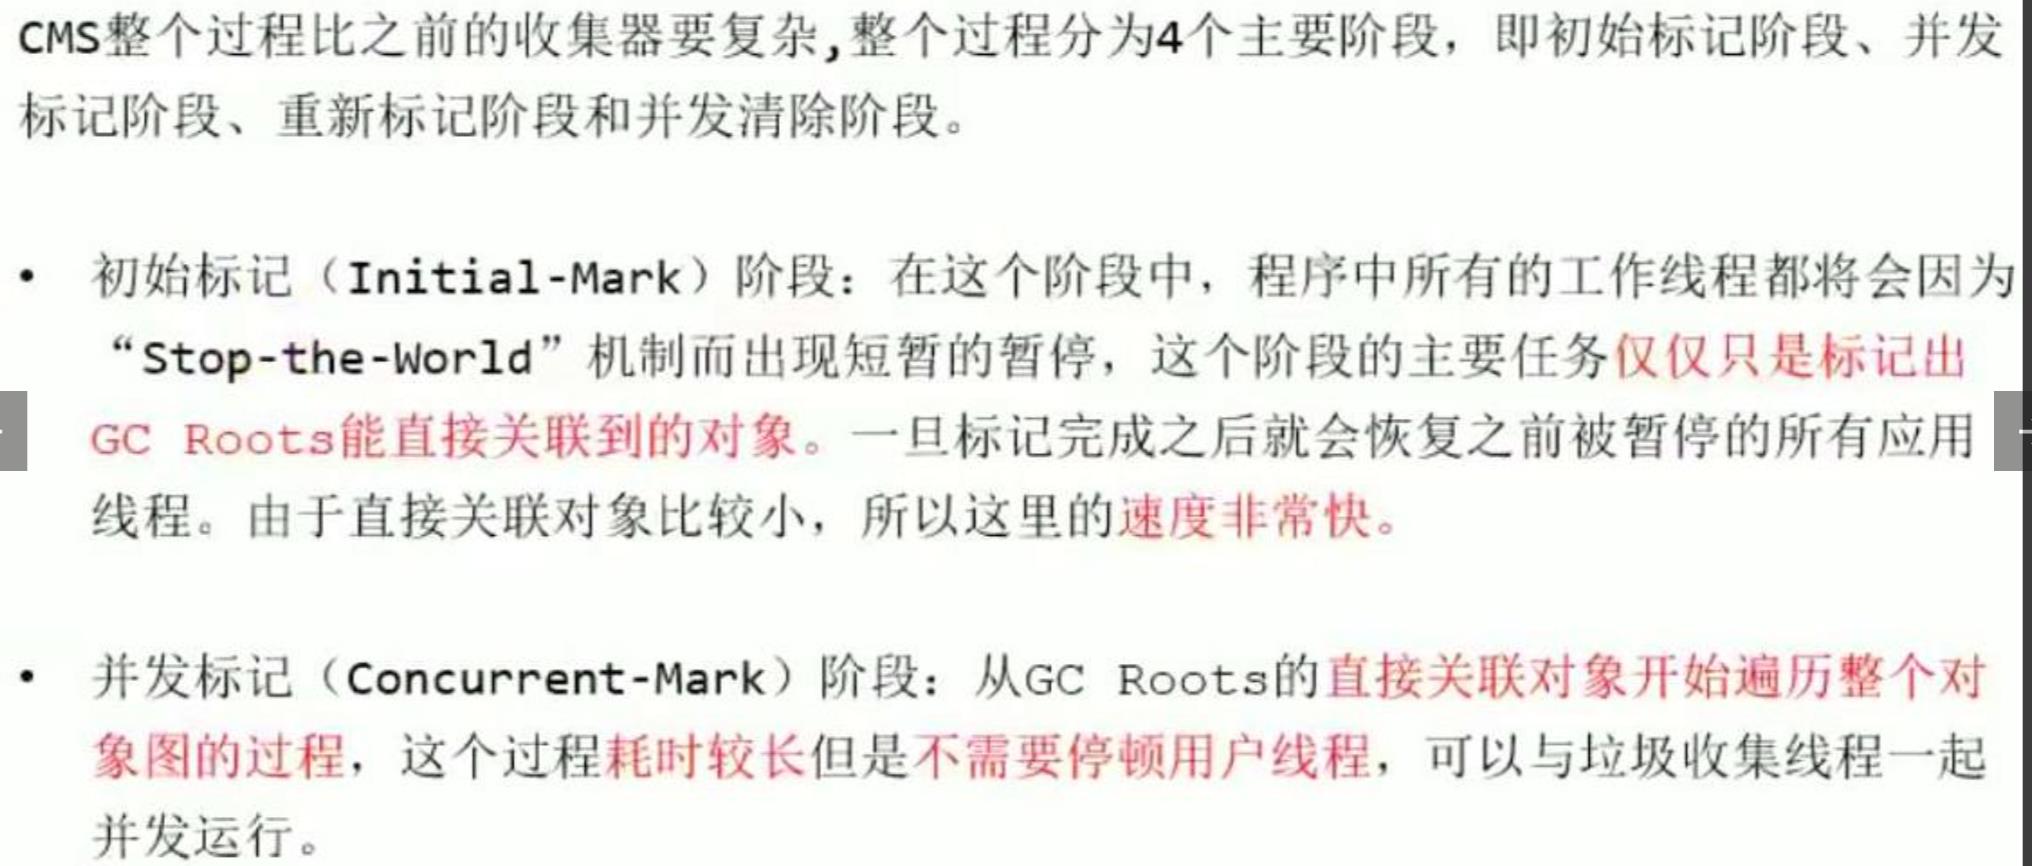 CMS整个过程比之前的收集器要复杂,整个过程分为4个主要阶段，即初始标记阶段、并发
标记阶段、重新标记阶段和并发清除阶段。
• 初始标记（Initial-Mark）阶段：在这个阶段中，程序中所有的工作线程都将会因为
“Stop-the-World”机制而出现短暂的暂停，这个阶段的主要任务仅仅只是标记出
GC Roots能直接关联到的对象。一旦标记完成之后就会恢复之前被暂停的所有应用
线程。由于直接关联对象比较小，所以这里的速度非常快。
• 并发标记（Concurrent-Mark）阶段：从GC Roots的直接关联对象开始遍历整个对
象图的过程，这个过程耗时较长但是不需要停顿用户线程，可以与垃圾收集线程一起
并发运行。